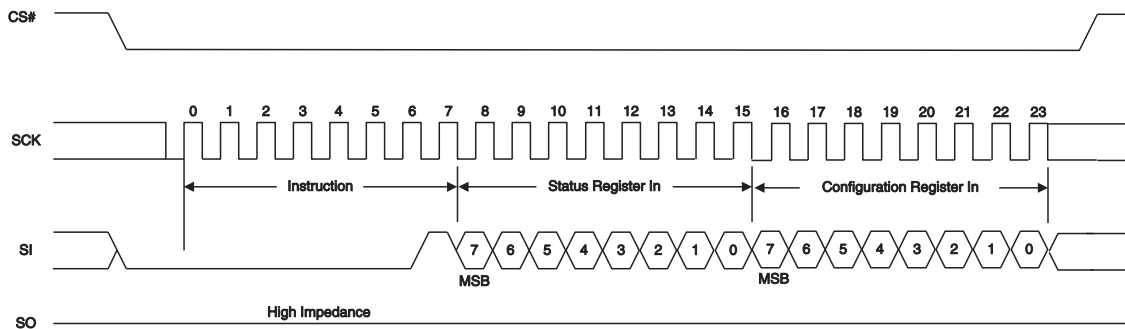 CS#
0 1 2 3 4 5 6 7 8 9 10 11 12 13 14 15 16 17 18 19 20 21 22 23
SCK
Instruction Status Register In Configuration Register In
SI 7 6 5 4 3 2 1 0 7 6 5 4 3 2 1 0
MSB MSB
High Impedance
SO